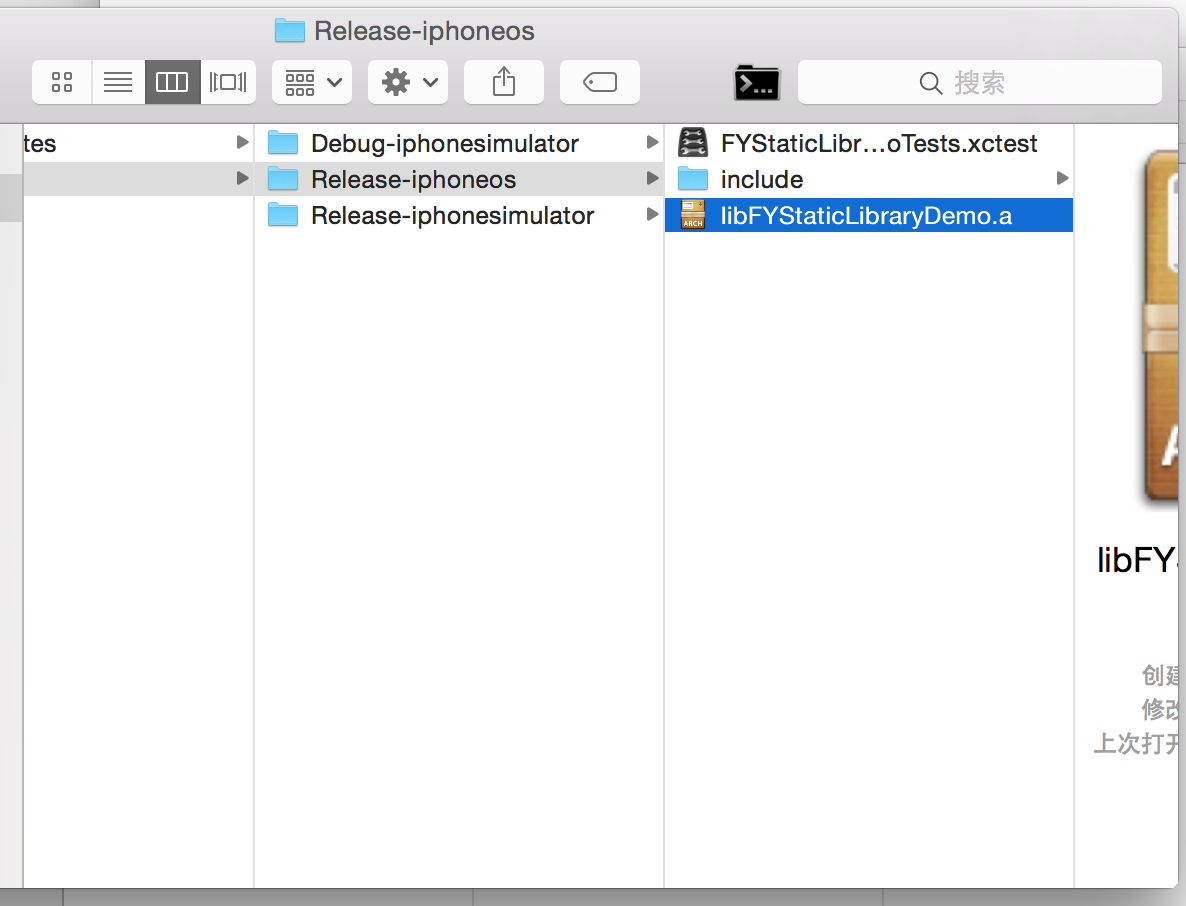 Release-iphoneos
搜索
tes
Debug-iphonesimulator
Release-iphoneos
Release-iphonesimulator
FYStaticLibr...oTests.xctest
include
ARCH
libFYStaticLibraryDemo.a
libFYS
创建
修改
上次打开